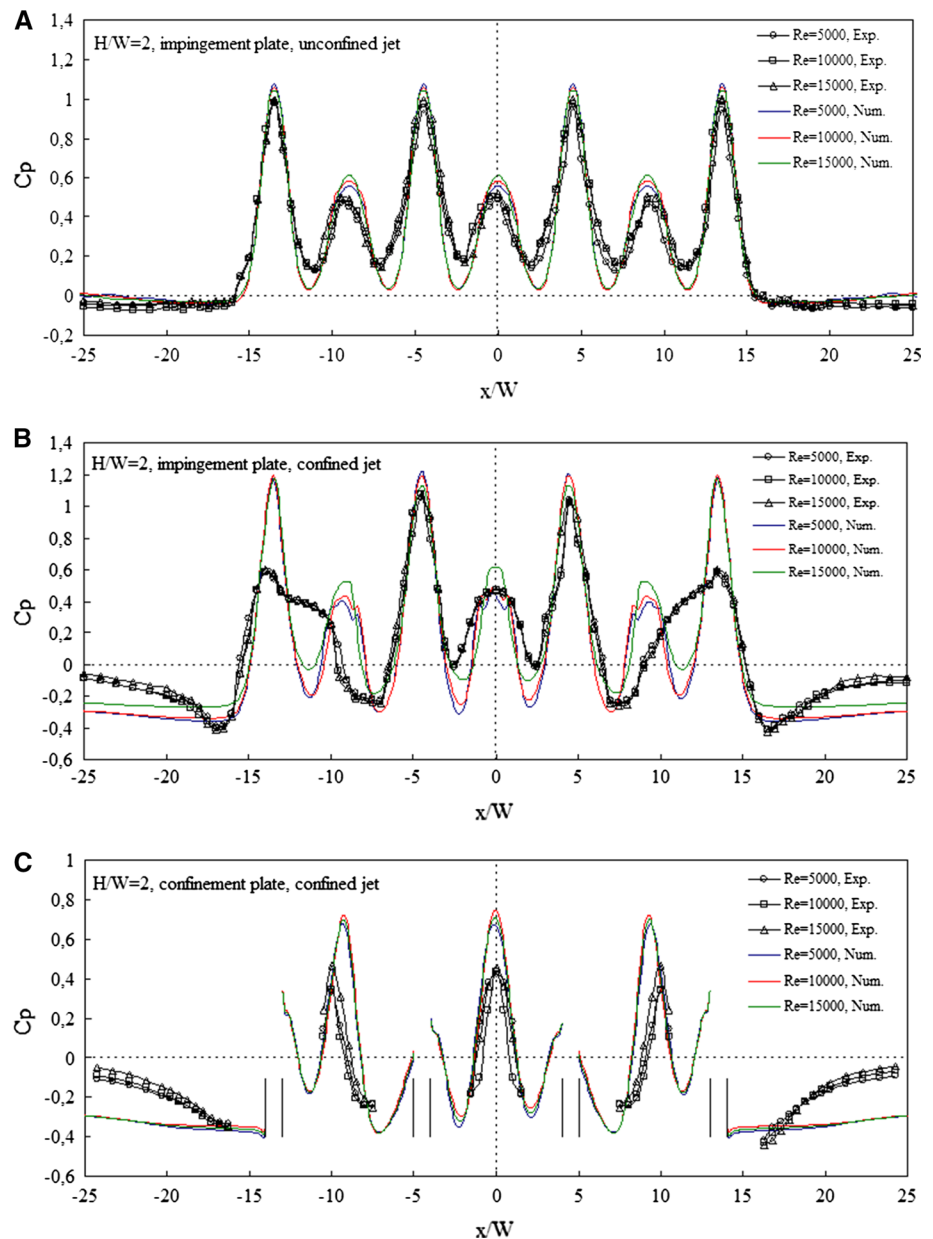 A
H/W=2, impingement plate, unconfined jet
Re=5000, Exp.
Re=10000, Exp.
Re=15000, Exp.
Re=5000, Num.
Re=10000, Num.
Re=15000, Num.
1,4
1,2
1
0,8
0,6
0,4
0,2
0
-0,2
Cp
-25 -20 -15 -10 -5 0 5 10 15 20 25
x/W
B
H/W=2, impingement plate, confined jet
Re=5000, Exp.
Re=10000, Exp.
Re=15000, Exp.
Re=5000, Num.
Re=10000, Num.
Re=15000, Num.
1,4
1,2
1
0,8
0,6
0,4
0,2
0
-0,2
-0,4
-0,6
Cp
-25 -20 -15 -10 -5 0 5 10 15 20 25
x/W
C
H/W=2, confinement plate, confined jet
Re=5000, Exp.
Re=10000, Exp.
Re=15000, Exp.
Re=5000, Num.
Re=10000, Num.
Re=15000, Num.
1
0,8
0,6
0,4
0,2
0
-0,2
-0,4
-0,6
Cp
-25 -20 -15 -10 -5 0 5 10 15 20 25
x/W